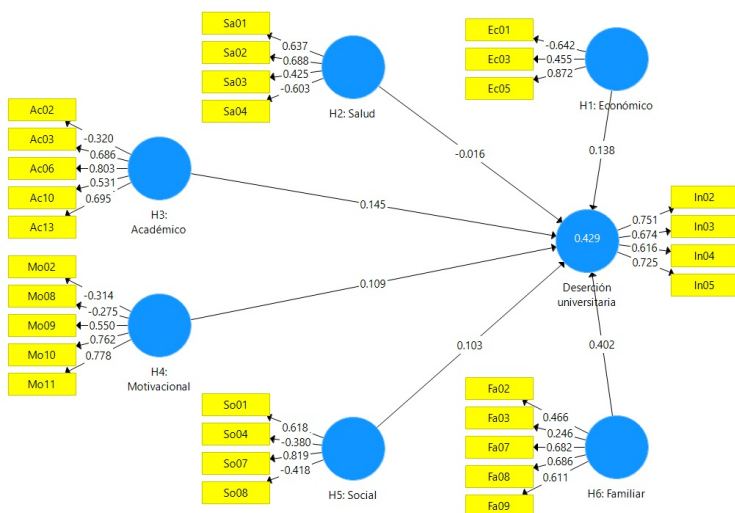 Sa01
Sa02
Sa03
Sa04
0.637
0.688
0.425
-0.603
H2: Salud
Ec01
Ec03
Ec05
-0.642
0.455
0.872
H1: Económico
Ac02
Ac03
Ac06
Ac10
Ac13
-0.320
0.686
0.803
0.531
0.695
H3:
Académico
-0.016
0.138
0.145
In02
In03
In04
In05
0.751
0.674
0.616
0.725
0.429
Deserción
universitaria
Mo02
Mo08
Mo09
Mo10
Mo11
-0.314
-0.275
0.550
0.762
0.778
H4:
Motivacional
0.109
0.103
0.402
So01
So04
So07
So08
0.618
-0.380
0.819
-0.418
H5: Social
Fa02
Fa03
Fa07
Fa08
Fa09
0.466
0.246
0.682
0.686
0.611
H6: Familiar